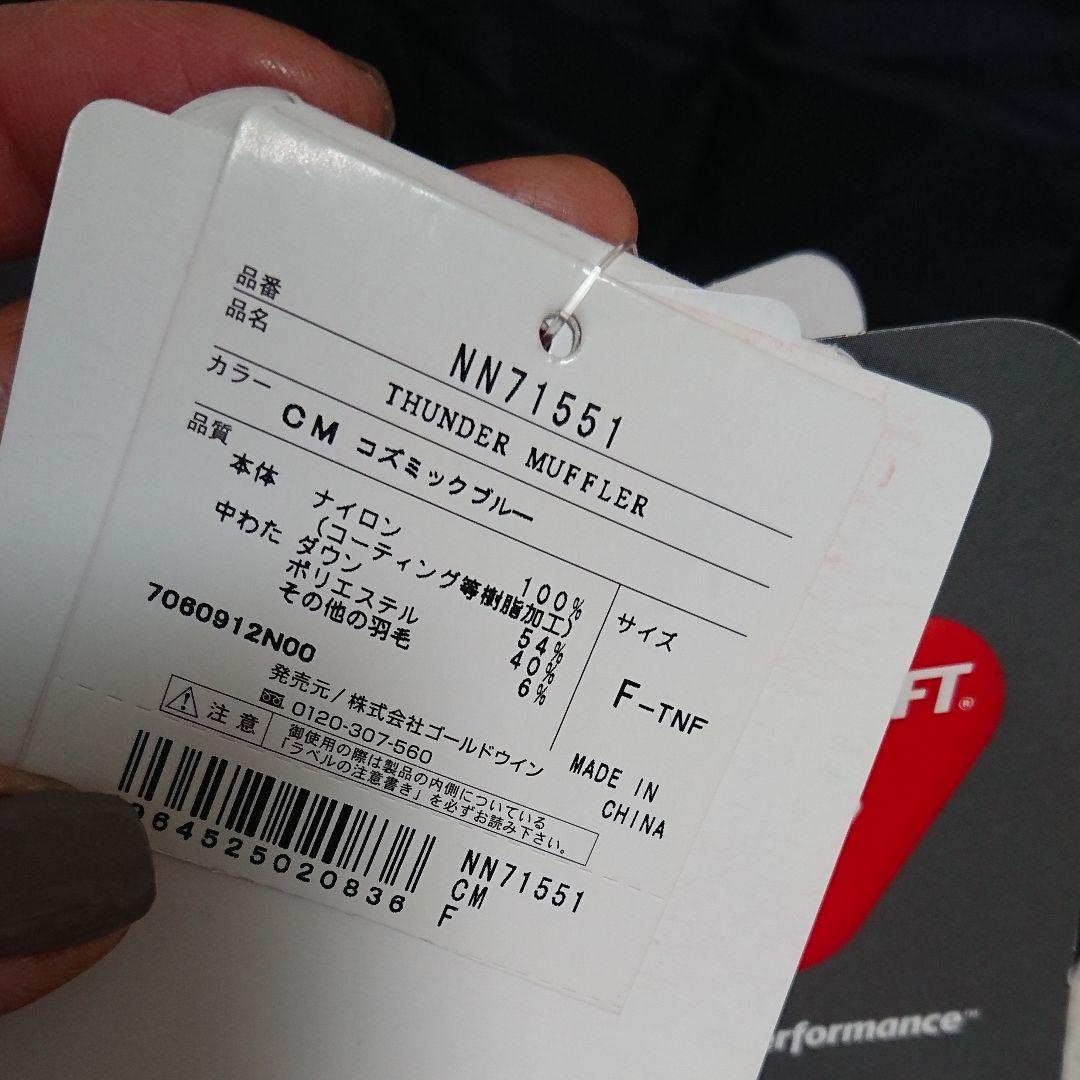 品番
NN71551
品名
THUNDER MUFFLER
カラー
CM コズミックブルー
品質
本体 ナイロン 100%
(コーティング等樹脂加工)
中わた ダウン 54%
ポリエステル 40%
その他の羽毛 6%
サイズ
F-TNF
7060912N00
発売元/株式会社ゴールドウイン
0120-307-560
MADE IN
CHINA
注意
御使用の際は製品の内側についている
「ラベルの注意書き」を必ずお読み下さい。
964525020836
NN71551
CM
F
FT®
erformance™